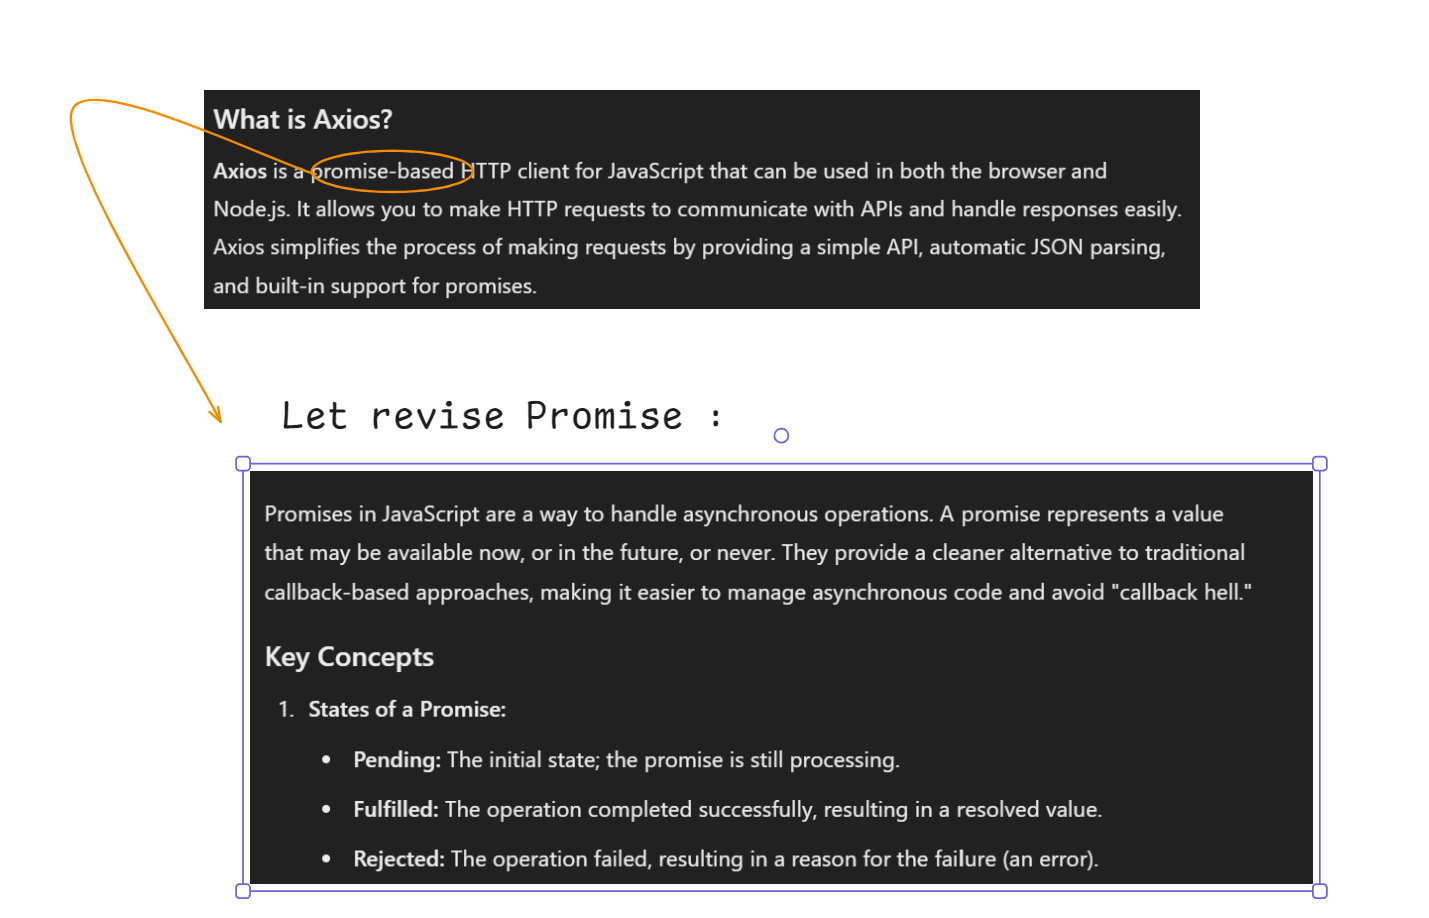 What is Axios?
Axios is a promise-based HTTP client for JavaScript that can be used in both the browser and
Node.js. It allows you to make HTTP requests to communicate with APIs and handle responses easily.
Axios simplifies the process of making requests by providing a simple API, automatic JSON parsing,
and built-in support for promises.
Let revise Promise :
Promises in JavaScript are a way to handle asynchronous operations. A promise represents a value
that may be available now, or in the future, or never. They provide a cleaner alternative to traditional
callback-based approaches, making it easier to manage asynchronous code and avoid "callback hell."
Key Concepts
1. States of a Promise:
• Pending: The initial state; the promise is still processing.
• Fulfilled: The operation completed successfully, resulting in a resolved value.
• Rejected: The operation failed, resulting in a reason for the failure (an error).